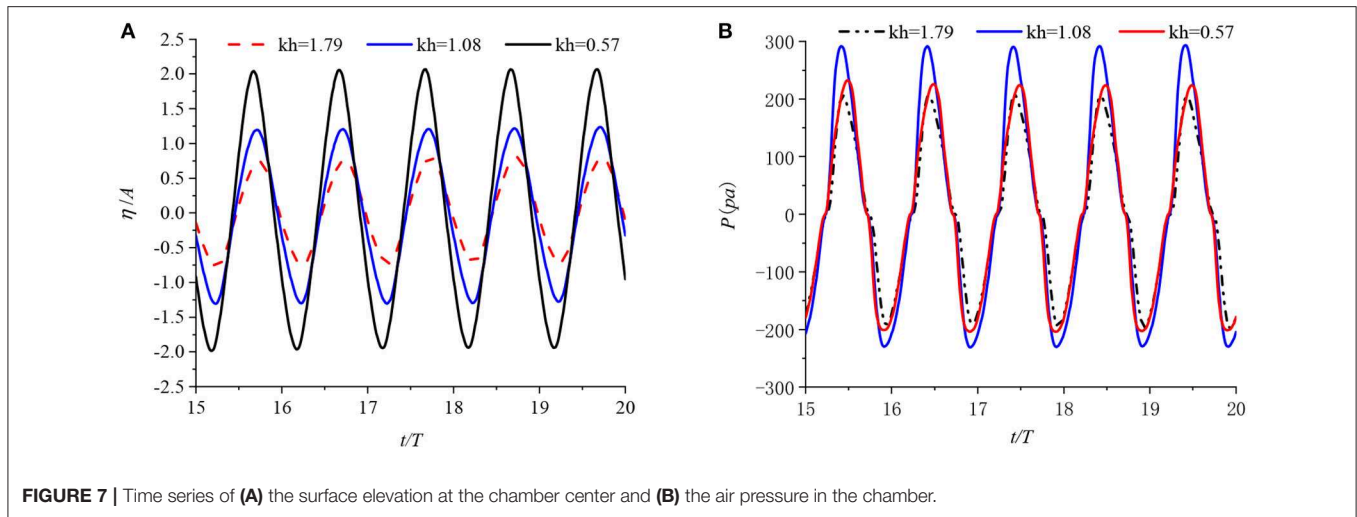 A
kh=1.79 kh=1.08 kh=0.57
2.5
2.0
1.5
1.0
0.5
0.0
-0.5
-1.0
-1.5
-2.0
-2.5
η/A
15 16 17 18 19 20
t/T
B
kh=1.79 kh=1.08 kh=0.57
300
200
100
0
−100
−200
−300
P(pa)
15 16 17 18 19 20
t/T
FIGURE 7 | Time series of (A) the surface elevation at the chamber center and (B) the air pressure in the chamber.